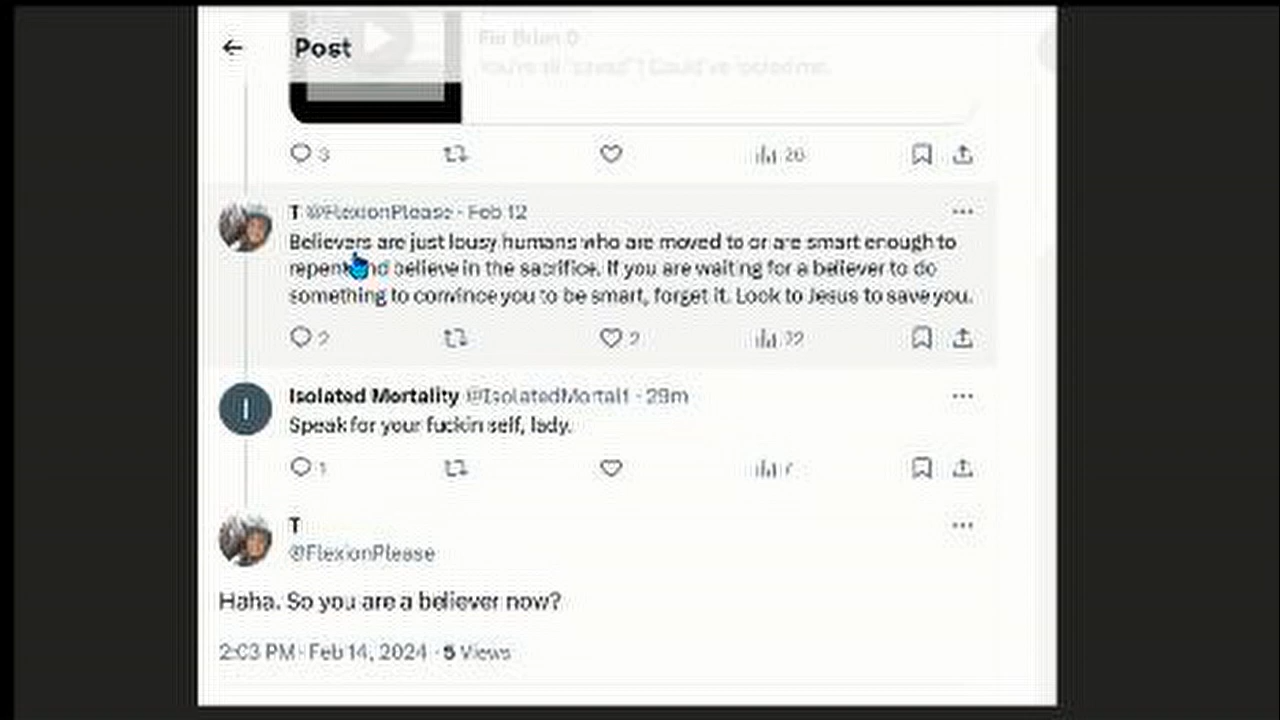 Post
3
26
T @FlexionPlease · Feb 12
Believers are just lousy humans who are moved to or are smart enough to
repent and believe in the sacrifice. If you are waiting for a believer to do
something to convince you to be smart, forget it. Look to Jesus to save you.
2
2
Isolated Mortality @IsolatedMortal1 · 29m
Speak for your fuckin self, lady.
1
7
T
@FlexionPlease
Haha. So you are a believer now?
2:03 PM · Feb 14, 2024 · 5 Views